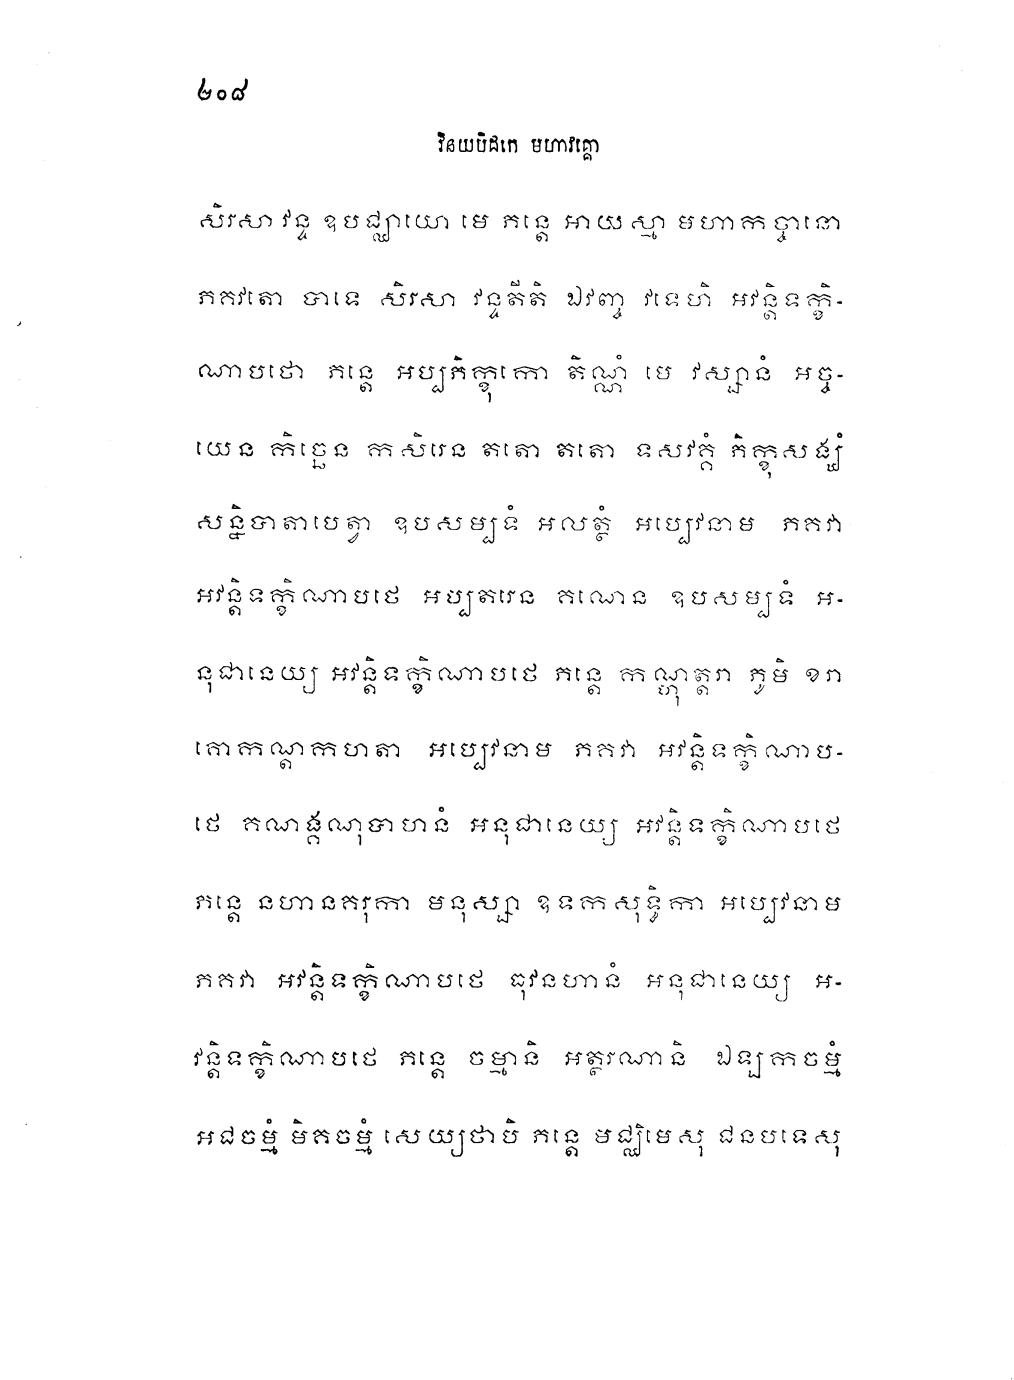 ២០៨
វិនយបិដកេ មហាវគ្គោ
សិរសា វន្ទ ឧបជ្ឈាយោ មេ ភន្តេ អាយស្មា មហាកច្ចានោ
ភគវតោ បាទេ សិរសា វន្ទតីតិ ឯវញ្ច វទេហិ អវន្តិទក្ខិ-
ណាបថោ ភន្តេ អប្បភិក្ខុកោ តិណ្ណំ មេ វស្សានំ អច្ច-
យេន កិច្ឆេន កសិរេន តតោ តតោ ទសវគ្គំ ភិក្ខុសង្ឃំ
សន្និបាតាបេត្វា ឧបសម្បទំ អលត្ថំ អប្បេវនាម ភគវា
អវន្តិទក្ខិណាបថេ អប្បតរេន គណេន ឧបសម្បទំ អ-
នុជានេយ្យ អវន្តិទក្ខិណាបថេ ភន្តេ កណ្ហុត្តរា ភូមិ ខរា
គោកណ្តកហតា អប្បេវនាម ភគវា អវន្តិទក្ខិណាប-
ថេ គណង្គណុបាហនំ អនុជានេយ្យ អវន្តិទក្ខិណាបថេ
ភន្តេ នហានគរុកា មនុស្សា ឧទកសុទ្ធិកា អប្បេវនាម
ភគវា អវន្តិទក្ខិណាបថេ ធុវនហានំ អនុជានេយ្យ អ-
វន្តិទក្ខិណាបថេ ភន្តេ ចម្មានិ អត្ថរណានិ ឯឡកចម្មំ
អជចម្មំ មិគចម្មំ សេយ្យថាបិ ភន្តេ មជ្ឈិមេសុ ជនបទេសុ